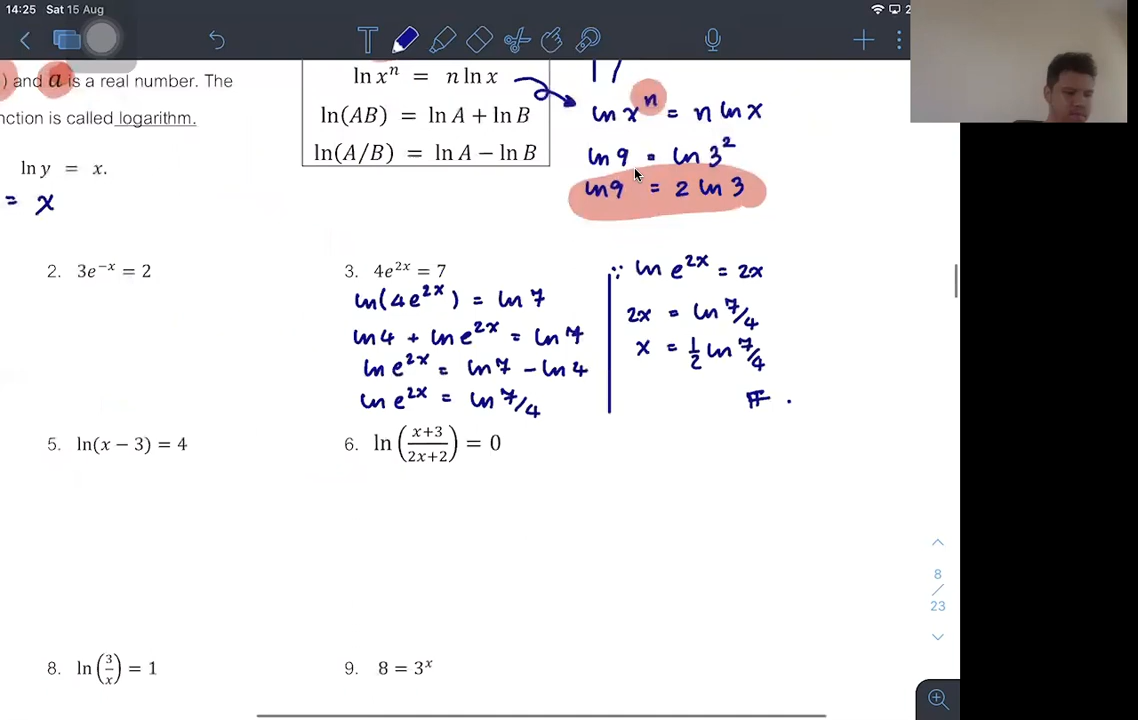 14:25 Sat 15 Aug
) and a is a real number. The
nction is called logarithm.
ln y = x.
= x
ln xⁿ = n ln x
ln(AB) = ln A + ln B
ln(A/B) = ln A − ln B
ln xⁿ = n ln x
ln 9 = ln 3²
ln 9 = 2 ln 3
2. 3e⁻ˣ = 2
3. 4e²ˣ = 7
ln(4e²ˣ) = ln 7
ln 4 + ln e²ˣ = ln 7
ln e²ˣ = ln 7 − ln 4
ln e²ˣ = ln 7/4
∵ ln e²ˣ = 2x
2x = ln 7/4
x = 1/2 ln 7/4
5. ln(x − 3) = 4
6. ln((x+3)/(2x+2)) = 0
8. ln(3/x) = 1
9. 8 = 3ˣ
8
/
23